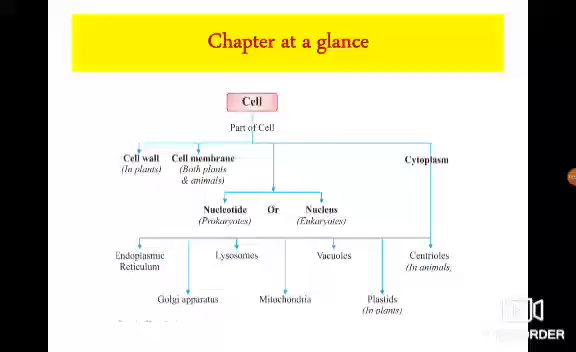 Chapter at a glance
Cell
Part of Cell
Cell wall
(In plants)
Cell membrane
(Both plants
& animals)
Cytoplasm
Nucleotide
(Prokaryotes)
Or
Nucleus
(Eukaryotes)
Endoplasmic
Reticulum
Lysosomes
Vacuoles
Centrioles
(In animals)
Golgi apparatus
Mitochondria
Plastids
(In plants)